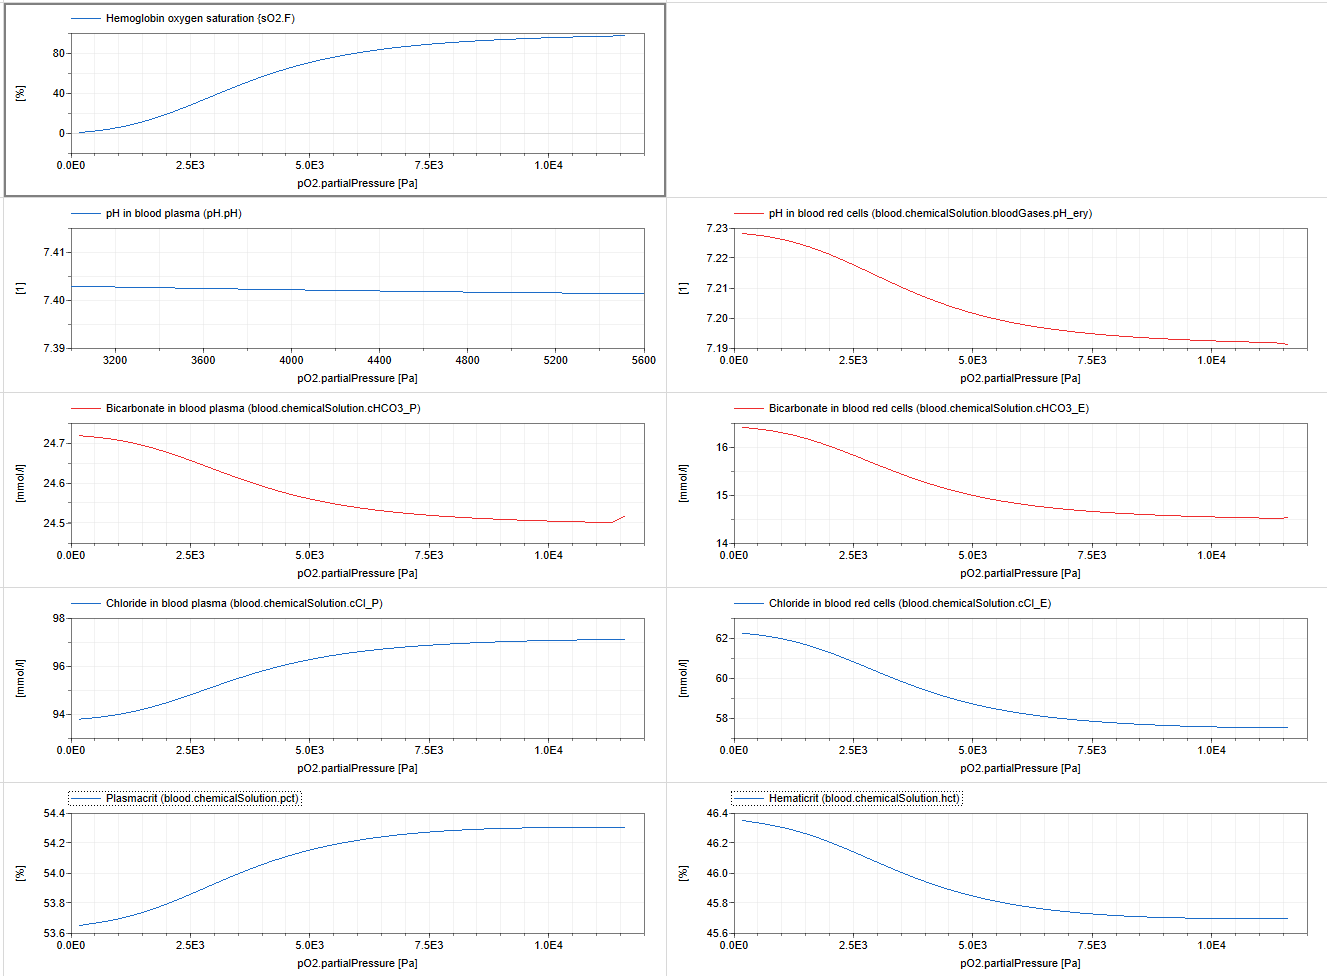 Hemoglobin oxygen saturation {sO2.F)
80
40
0
[%]
0.0E0 2.5E3 5.0E3 7.5E3 1.0E4
pO2.partialPressure [Pa]
pH in blood plasma (pH.pH)
7.41
7.40
7.39
[1]
3200 3600 4000 4400 4800 5200 5600
pO2.partialPressure [Pa]
pH in blood red cells (blood.chemicalSolution.bloodGases.pH_ery)
7.23
7.22
7.21
7.20
7.19
[1]
0.0E0 2.5E3 5.0E3 7.5E3 1.0E4
pO2.partialPressure [Pa]
Bicarbonate in blood plasma (blood.chemicalSolution.cHCO3_P)
24.7
24.6
24.5
[mmol/l]
0.0E0 2.5E3 5.0E3 7.5E3 1.0E4
pO2.partialPressure [Pa]
Bicarbonate in blood red cells (blood.chemicalSolution.cHCO3_E)
16
15
14
[mmol/l]
0.0E0 2.5E3 5.0E3 7.5E3 1.0E4
pO2.partialPressure [Pa]
Chloride in blood plasma (blood.chemicalSolution.cCl_P)
98
96
94
[mmol/l]
0.0E0 2.5E3 5.0E3 7.5E3 1.0E4
pO2.partialPressure [Pa]
Chloride in blood red cells (blood.chemicalSolution.cCl_E)
62
60
58
[mmol/l]
0.0E0 2.5E3 5.0E3 7.5E3 1.0E4
pO2.partialPressure [Pa]
Plasmacrit (blood.chemicalSolution.pct)
54.4
54.2
54.0
53.8
53.6
[%]
0.0E0 2.5E3 5.0E3 7.5E3 1.0E4
pO2.partialPressure [Pa]
Hematicrit (blood.chemicalSolution.hct)
46.4
46.2
46.0
45.8
45.6
[%]
0.0E0 2.5E3 5.0E3 7.5E3 1.0E4
pO2.partialPressure [Pa]